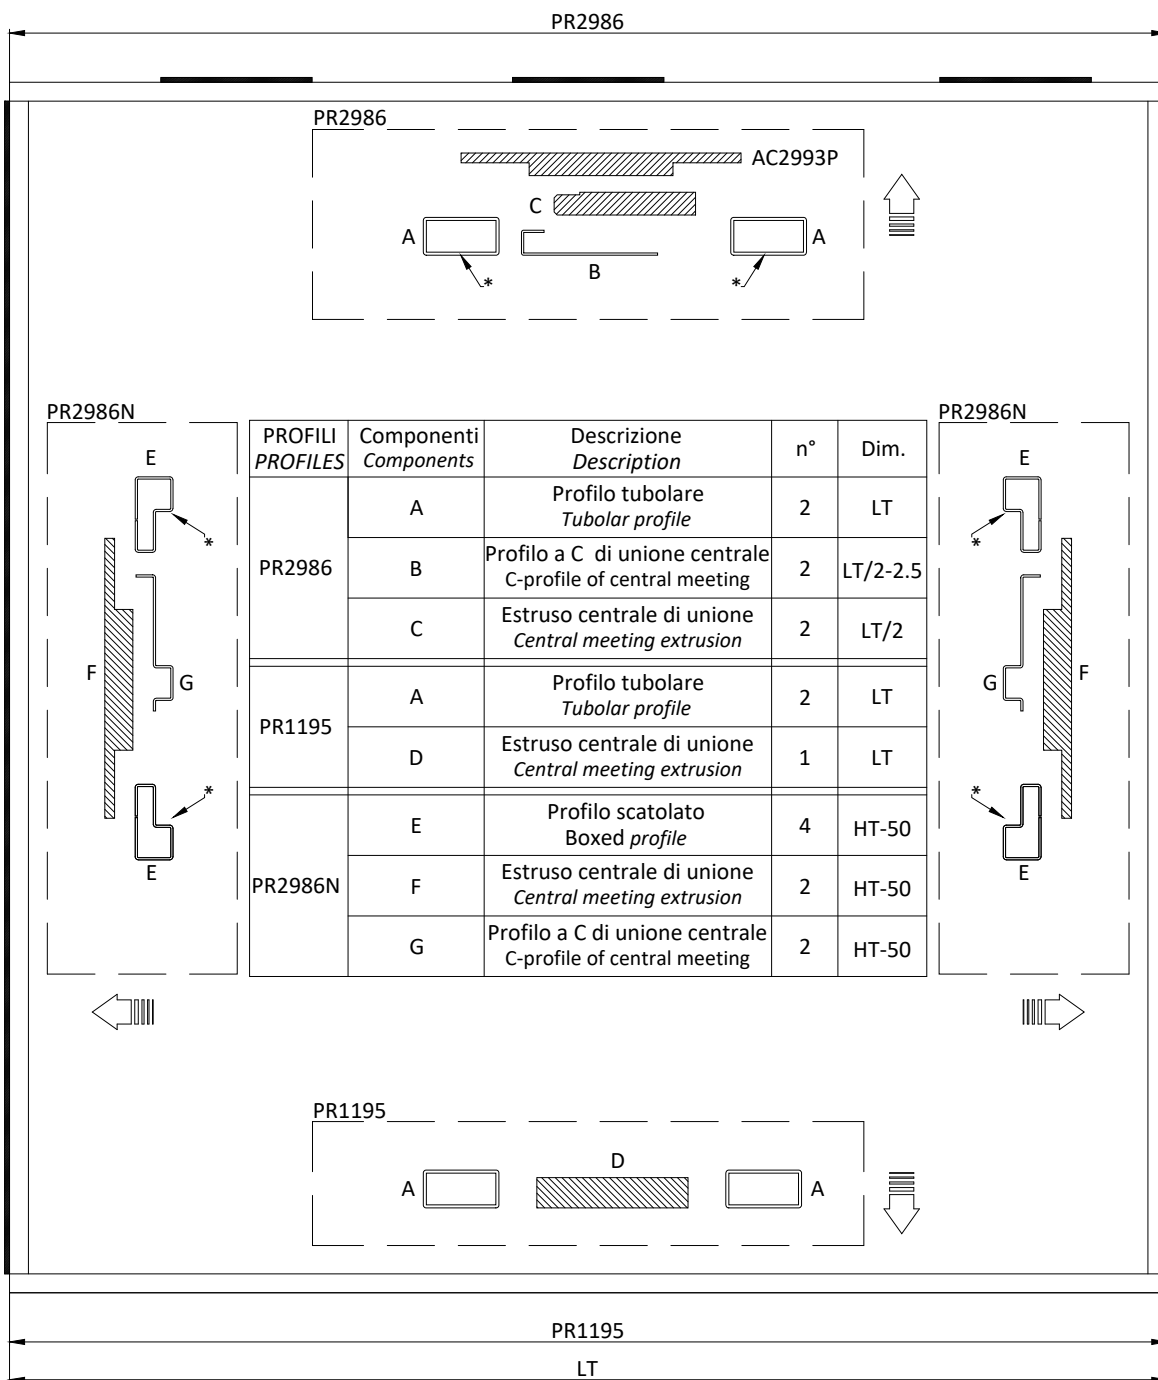 PR2986
PR2986
AC2993P
C
A
A
B
*
*
PR2986N
PR2986N
E
*
F
G
*
E
E
*
G
F
*
E
PROFILI Componenti Descrizione n° Dim.
PROFILES Components Description
PR2986
A Profilo tubolare 2 LT
Tubolar profile
B Profilo a C di unione centrale 2 LT/2-2.5
C-profile of central meeting
C Estruso centrale di unione 2 LT/2
Central meeting extrusion
PR1195
A Profilo tubolare 2 LT
Tubolar profile
D Estruso centrale di unione 1 LT
Central meeting extrusion
PR2986N
E Profilo scatolato 4 HT-50
Boxed profile
F Estruso centrale di unione 2 HT-50
Central meeting extrusion
G Profilo a C di unione centrale 2 HT-50
C-profile of central meeting
PR1195
D
A
A
PR1195
LT